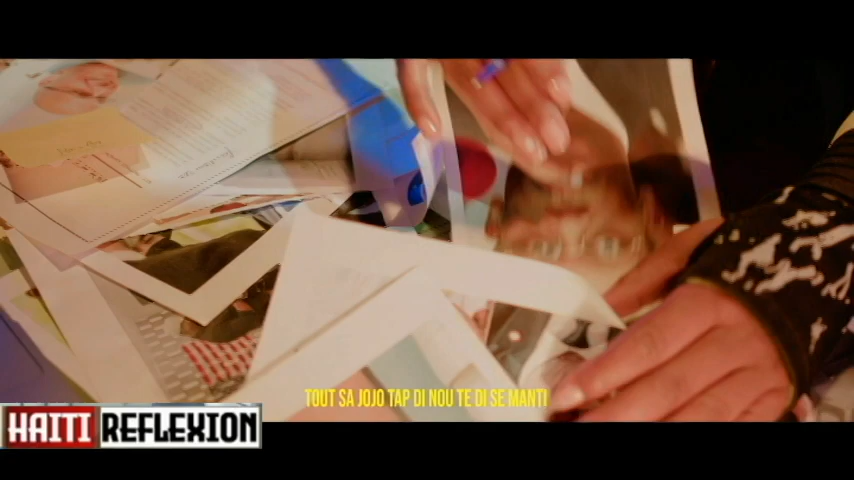 TOUT SA JOJO TAP DI NOU TE DI SE MANTI
HAITI REFLEXION